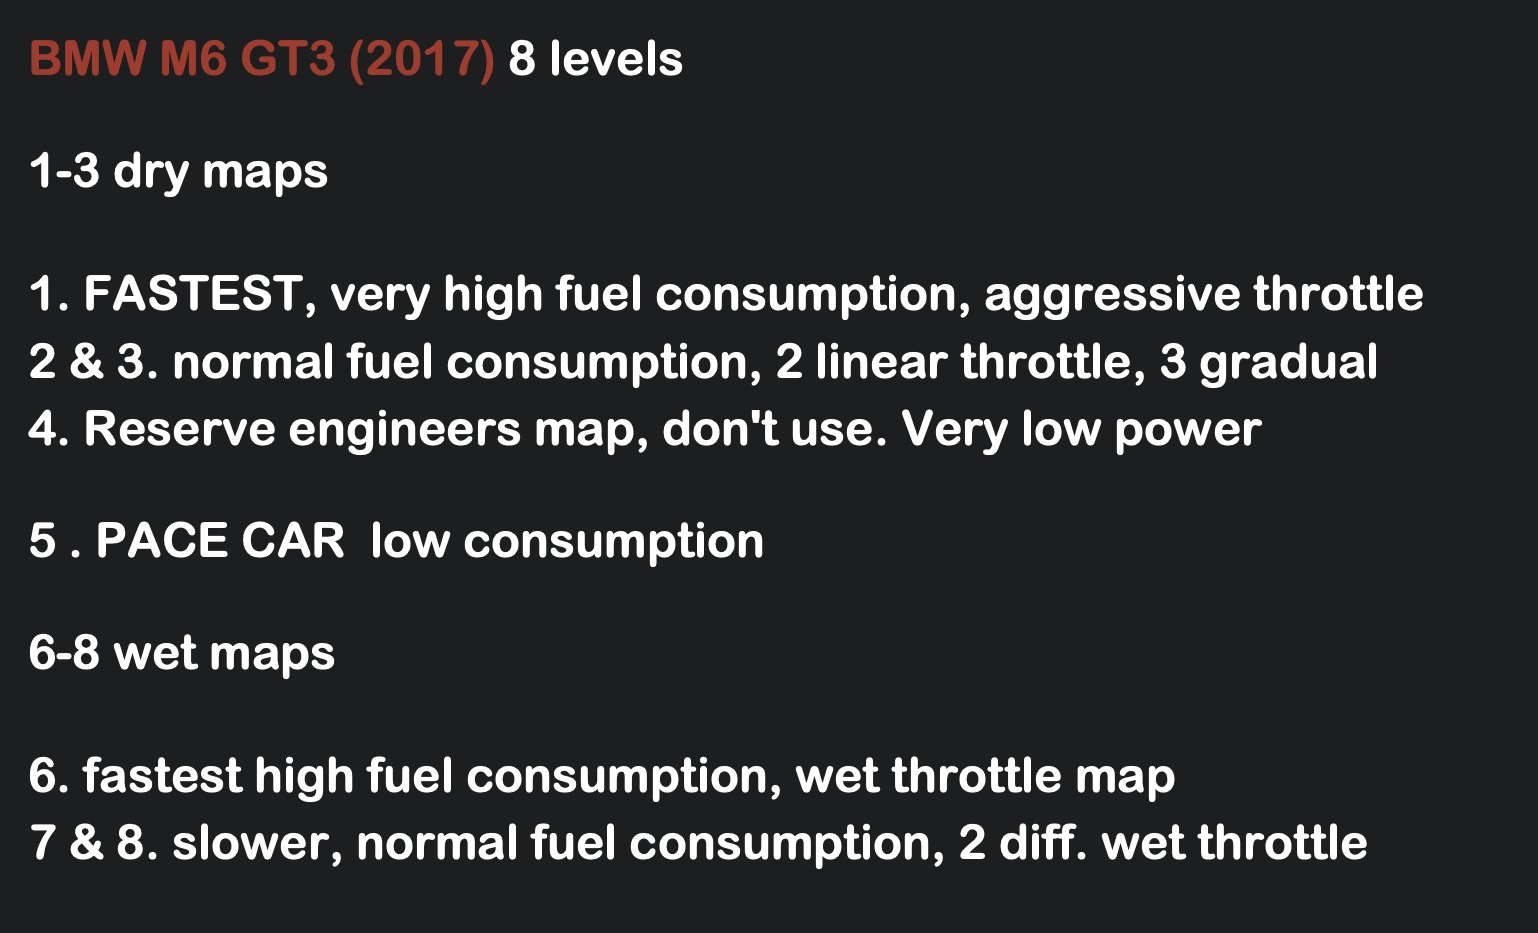 BMW M6 GT3 (2017) 8 levels
1-3 dry maps
1. FASTEST, very high fuel consumption, aggressive throttle
2 & 3. normal fuel consumption, 2 linear throttle, 3 gradual
4. Reserve engineers map, don't use. Very low power
5 . PACE CAR  low consumption
6-8 wet maps
6. fastest high fuel consumption, wet throttle map
7 & 8. slower, normal fuel consumption, 2 diff. wet throttle